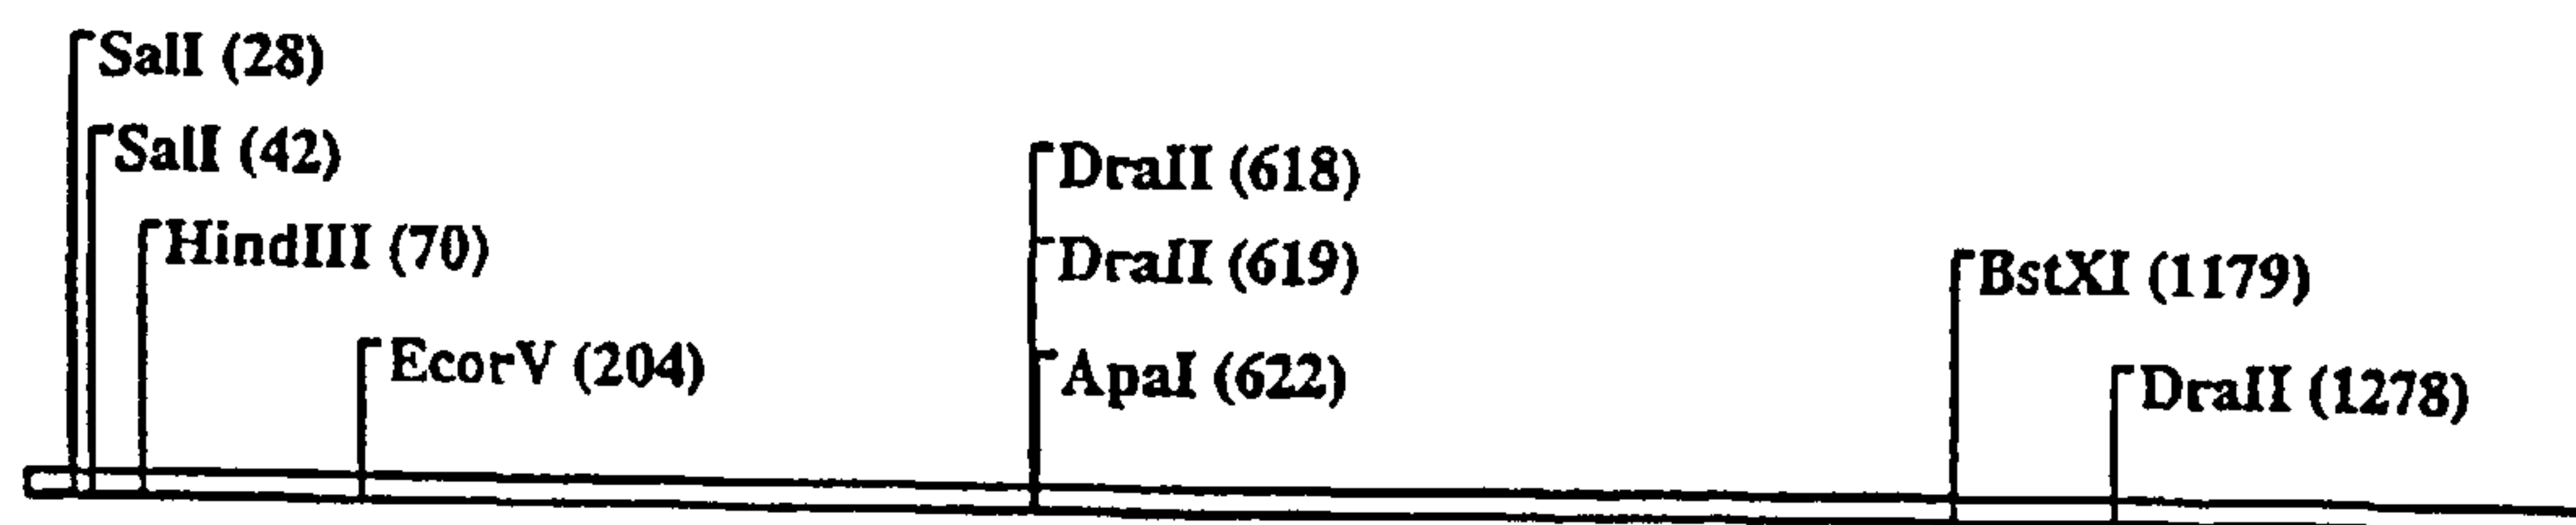 SalI (28)
SalI (42)
HindIII (70)
EcorV (204)
DraII (618)
DraII (619)
ApaI (622)
BstXI (1179)
DraII (1278)